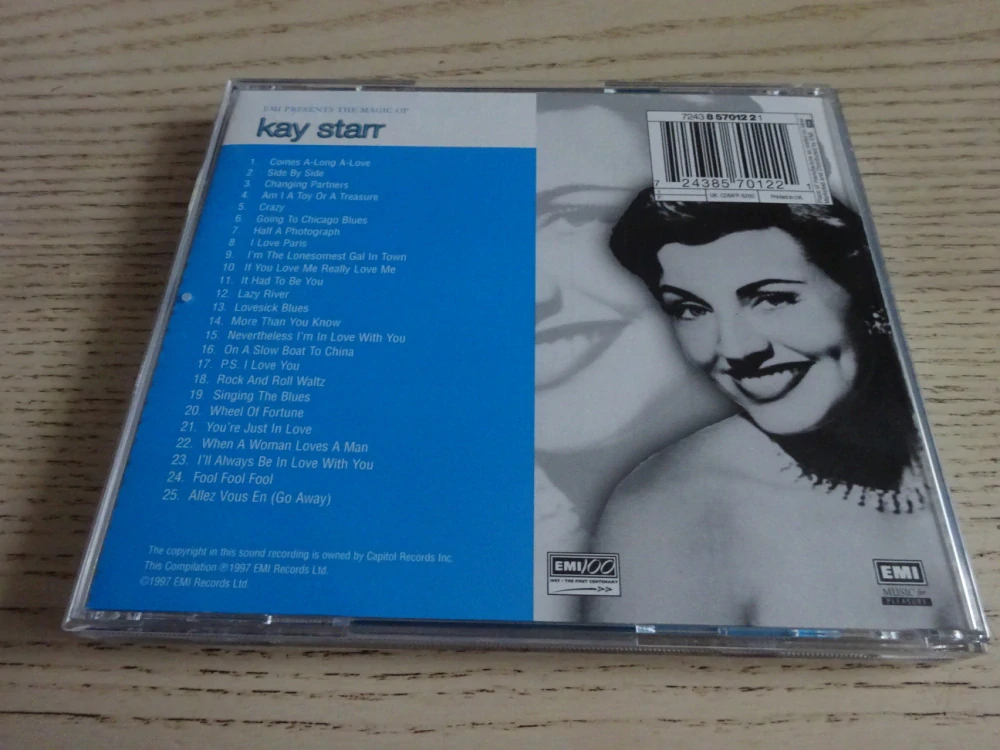 EMI PRESENTS THE MAGIC OF
kay starr
1. Comes A-Long A-Love
2. Side By Side
3. Changing Partners
4. Am I A Toy Or A Treasure
5. Crazy
6. Going To Chicago Blues
7. Half A Photograph
8 I Love Paris
9. I'm The Lonesomest Gal In Town
10 If You Love Me Really Love Me
11. It Had To Be You
12. Lazy River
13. Lovesick Blues
14. More Than You Know
15. Nevertheless I'm In Love With You
16. On A Slow Boat To China
17. P.S. I Love You
18. Rock And Roll Waltz
19. Singing The Blues
20. Wheel Of Fortune
21. You're Just In Love
22. When A Woman Loves A Man
23. I'll Always Be In Love With You
24. Fool Fool Fool
25. Allez Vous En (Go Away)
The copyright in this sound recording is owned by Capitol Records Inc.
This Compilation ℗1997 EMI Records Ltd.
©1997 EMI Records Ltd.
7243 8 57012 2 1
7 24385 70122 1
EMI100
THE FIRST CENTENARY
EMI
MUSIC for
PLEASURE